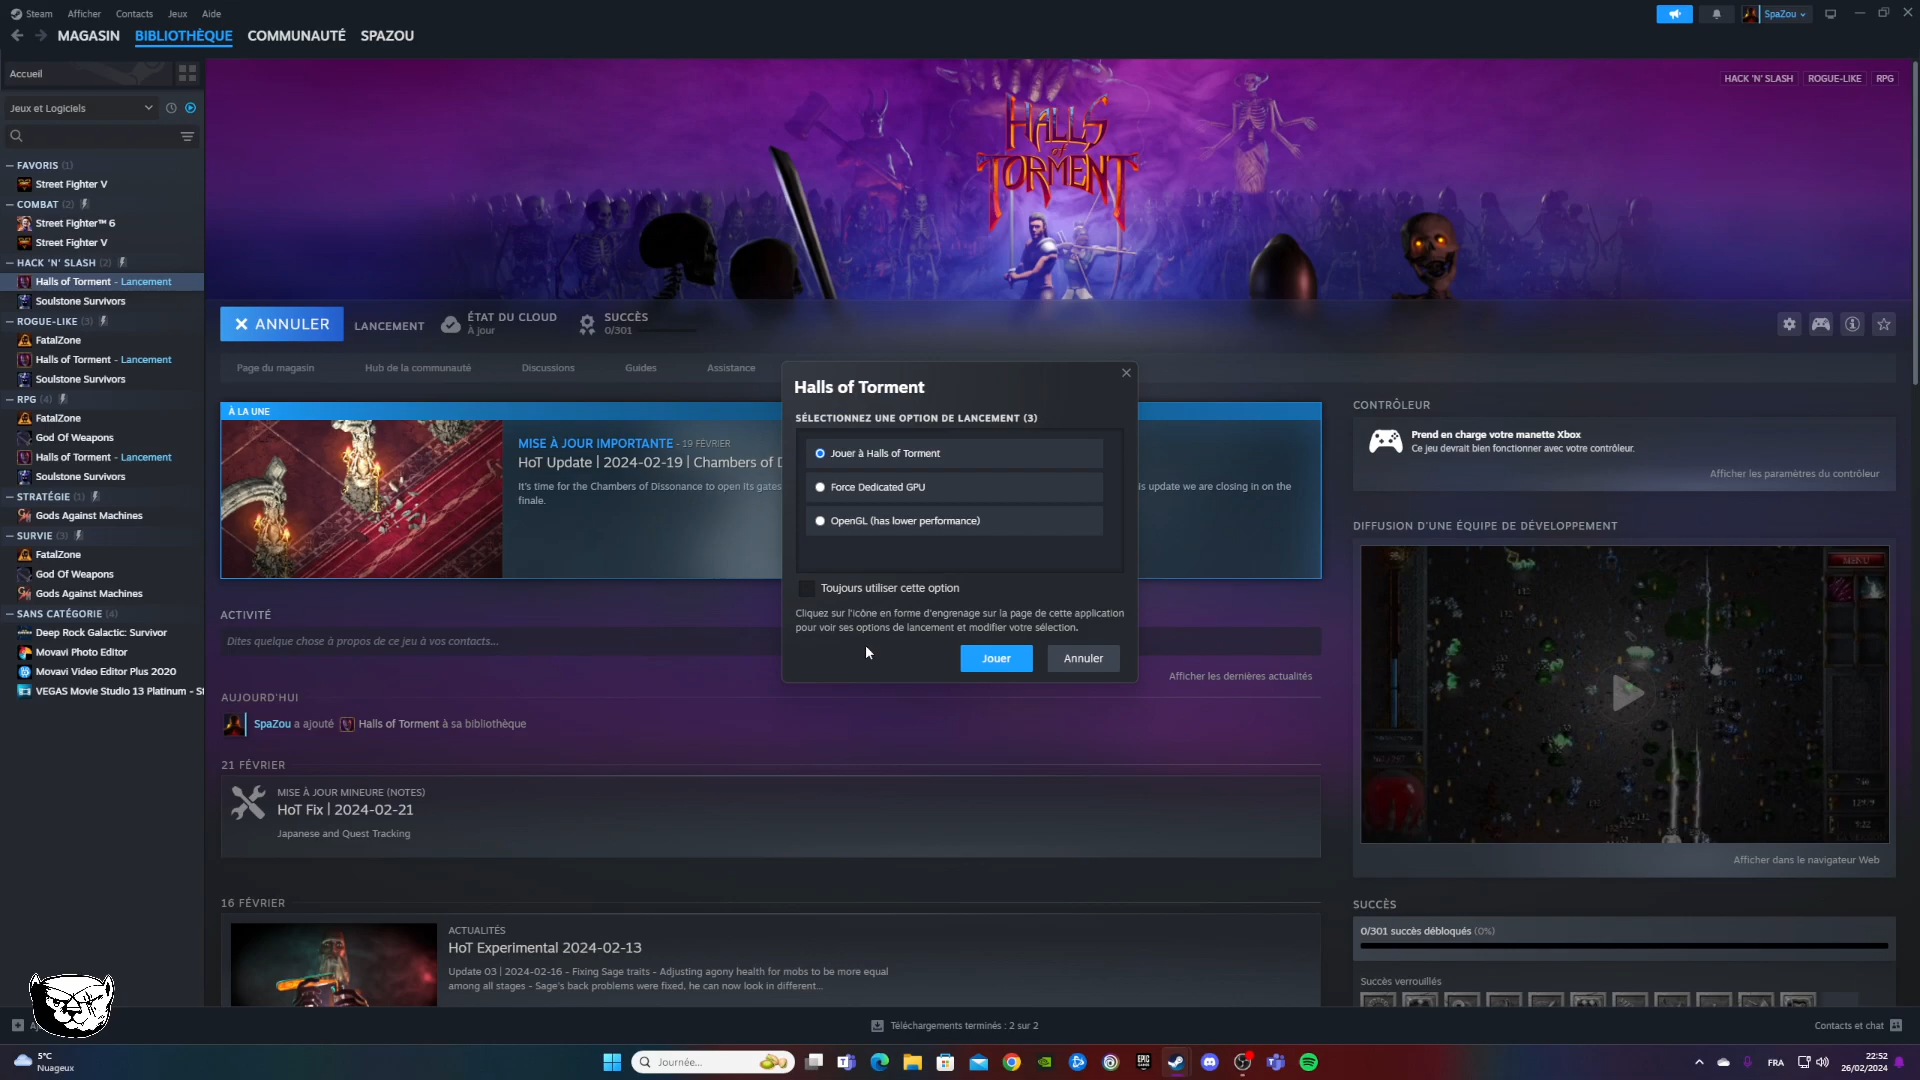 Steam Afficher Contacts Jeux Aide
SpaZou
MAGASIN BIBLIOTHÈQUE COMMUNAUTÉ SPAZOU
Accueil
Jeux et Logiciels
FAVORIS (1)
Street Fighter V
COMBAT (2)
Street Fighter™ 6
Street Fighter V
HACK 'N' SLASH (2)
Halls of Torment - Lancement
Soulstone Survivors
ROGUE-LIKE (3)
FatalZone
Halls of Torment - Lancement
Soulstone Survivors
RPG (4)
FatalZone
God Of Weapons
Halls of Torment - Lancement
Soulstone Survivors
STRATÉGIE (1)
Gods Against Machines
SURVIE (3)
FatalZone
God Of Weapons
Gods Against Machines
SANS CATÉGORIE (4)
Deep Rock Galactic: Survivor
Movavi Photo Editor
Movavi Video Editor Plus 2020
VEGAS Movie Studio 13 Platinum - St
HACK 'N' SLASH ROGUE-LIKE RPG
HALLS
of
TORMENT
ANNULER
LANCEMENT
ÉTAT DU CLOUD
À jour
SUCCÈS
0/301
Page du magasin Hub de la communauté Discussions Guides Assistance
À LA UNE
MISE À JOUR IMPORTANTE - 19 FÉVRIER
HoT Update | 2024-02-19 | Chambers of D
It's time for the Chambers of Dissonance to open its gates
is update we are closing in on the
finale.
Halls of Torment
SÉLECTIONNEZ UNE OPTION DE LANCEMENT (3)
Jouer à Halls of Torment
Force Dedicated GPU
OpenGL (has lower performance)
Toujours utiliser cette option
Cliquez sur l'icône en forme d'engrenage sur la page de cette application
pour voir ses options de lancement et modifier votre sélection.
Jouer
Annuler
ACTIVITÉ
Dites quelque chose à propos de ce jeu à vos contacts...
Afficher les dernières actualités
AUJOURD'HUI
SpaZou a ajouté Halls of Torment à sa bibliothèque
21 FÉVRIER
MISE À JOUR MINEURE (NOTES)
HoT Fix | 2024-02-21
Japanese and Quest Tracking
16 FÉVRIER
ACTUALITÉS
HoT Experimental 2024-02-13
Update 03 | 2024-02-16 - Fixing Sage traits - Adjusting agony health for mobs to be more equal
among all stages - Sage's back problems were fixed, he can now look in different...
CONTRÔLEUR
Prend en charge votre manette Xbox
Ce jeu devrait bien fonctionner avec votre contrôleur.
Afficher les paramètres du contrôleur
DIFFUSION D'UNE ÉQUIPE DE DÉVELOPPEMENT
MENU
Afficher dans le navigateur Web
SUCCÈS
0/301 succès débloqués (0%)
Succès verrouillés
Téléchargements terminés : 2 sur 2
Contacts et chat
5°C
Nuageux
Journée...
FRA
22:52
26/02/2024